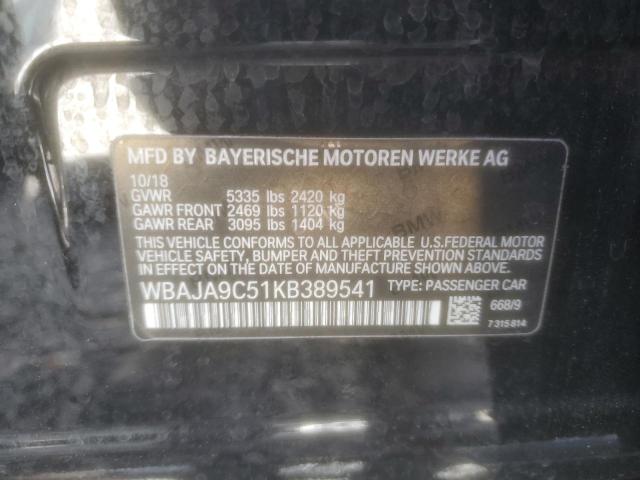 MFD BY BAYERISCHE MOTOREN WERKE AG
10/18
GVWR 5335 lbs 2420 kg
GAWR FRONT 2469 lbs 1120 kg
GAWR REAR 3095 lbs 1404 kg
THIS VEHICLE CONFORMS TO ALL APPLICABLE U.S.FEDERAL MOTOR
VEHICLE SAFETY, BUMPER AND THEFT PREVENTION STANDARDS IN
EFFECT ON THE DATE OF MANUFACTURE SHOWN ABOVE.
WBAJA9C51KB389541 TYPE: PASSENGER CAR
668/9
7315814